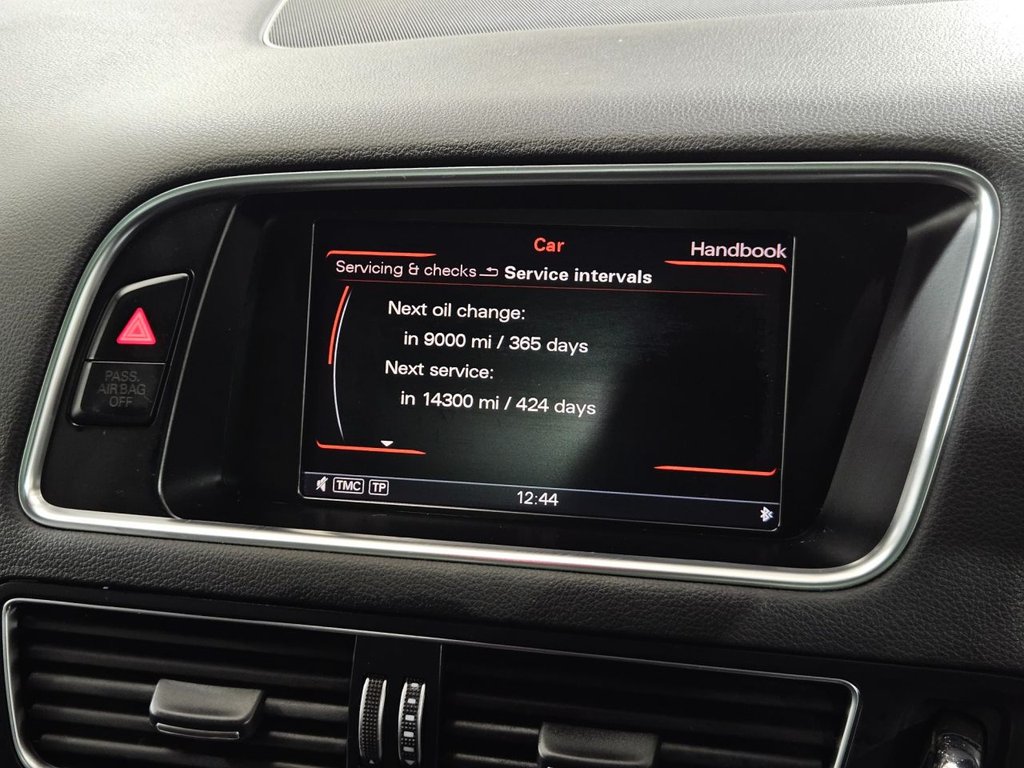 Car
Handbook
Servicing & checks Service intervals
Next oil change:
in 9000 mi / 365 days
Next service:
in 14300 mi / 424 days
PASS.
AIR BAG
OFF
TMC TP
12:44